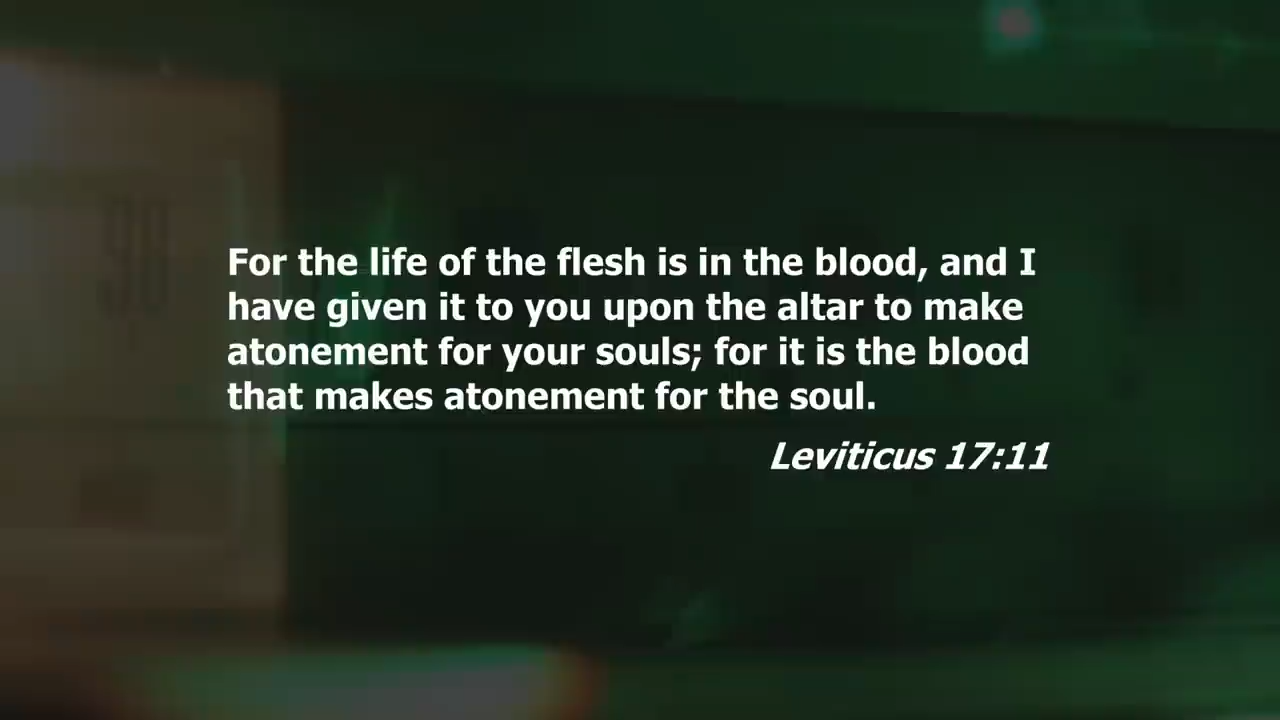 For the life of the flesh is in the blood, and I
have given it to you upon the altar to make
atonement for your souls; for it is the blood
that makes atonement for the soul.
Leviticus 17:11